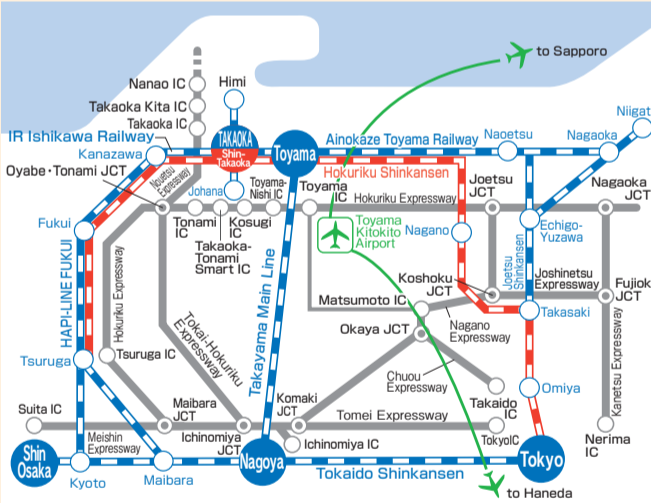 to Sapporo
Nanao IC
Himi
Takaoka Kita IC
Takaoka IC
Niigat
IR Ishikawa Railway
TAKAOKA
Shin-
Takaoka
Toyama
Ainokaze Toyama Railway
Naoetsu
Nagaoka
Kanazawa
Oyabe·Tonami JCT
Nouetsu
Expressway
Johana
Toyama-
Nishi IC
Toyama
IC
Hokuriku Shinkansen
Hokuriku Expressway
Joetsu
JCT
Nagaoka
JCT
Tonami
IC
Kosugi
IC
Takaoka-
Tonami
Smart IC
Toyama
Kitokito
Airport
Fukui
Nagano
Echigo-
Yuzawa
HAPI-LINE FUKUI
Hokuriku Expressway
Tokai-Hokuriku
Expressway
Takayama Main Line
Joetsu
Shinkansen
Koshoku
JCT
Joshinetsu
Expressway
Fujiok
JCT
Matsumoto IC
Takasaki
Okaya JCT
Nagano
Expressway
Kanetsu Expressway
Tsuruga
Tsuruga IC
Chuou
Expressway
Omiya
Takaido
IC
Suita IC
Maibara
JCT
Komaki
JCT
Tomei Expressway
Meishin
Expressway
Ichinomiya
JCT
Ichinomiya IC
TokyoIC
Nerima
IC
Shin
Osaka
Kyoto
Maibara
Nagoya
Tokaido Shinkansen
Tokyo
to Haneda